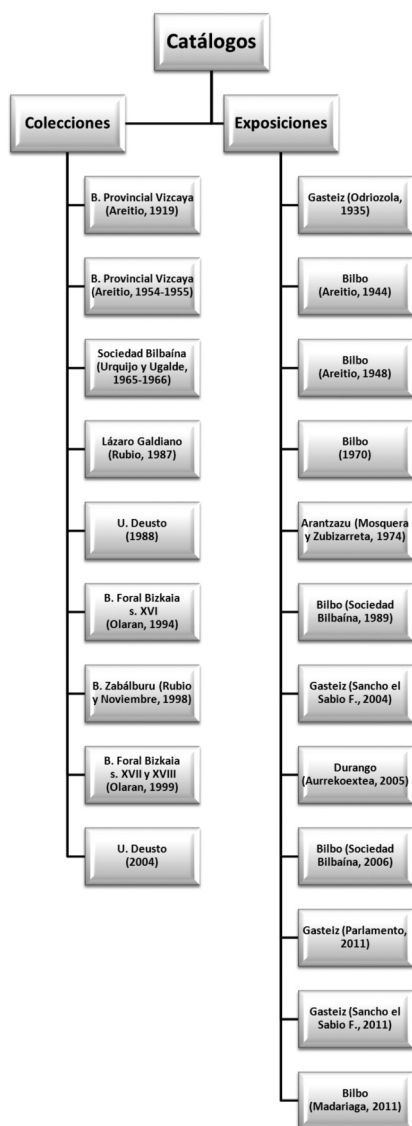 Catálogos
Colecciones
B. Provincial Vizcaya
(Areitio, 1919)
B. Provincial Vizcaya
(Areitio, 1954-1955)
Sociedad Bilbaína
(Urquijo y Ugalde,
1965-1966)
Lázaro Galdiano
(Rubio, 1987)
U. Deusto
(1988)
B. Foral Bizkaia
s. XVI
(Olaran, 1994)
B. Zabálburu (Rubio
y Noviembre, 1998)
B. Foral Bizkaia
s. XVII y XVIII
(Olaran, 1999)
U. Deusto
(2004)
Exposiciones
Gasteiz (Odriozola,
1935)
Bilbo
(Areitio, 1944)
Bilbo
(Areitio, 1948)
Bilbo
(1970)
Arantzazu (Mosquera
y Zubizarreta, 1974)
Bilbo (Sociedad
Bilbaína, 1989)
Gasteiz (Sancho el
Sabio F., 2004)
Durango
(Aurrekoextea, 2005)
Bilbo (Sociedad
Bilbaína, 2006)
Gasteiz (Parlamento,
2011)
Gasteiz (Sancho el
Sabio F., 2011)
Bilbo
(Madariaga, 2011)